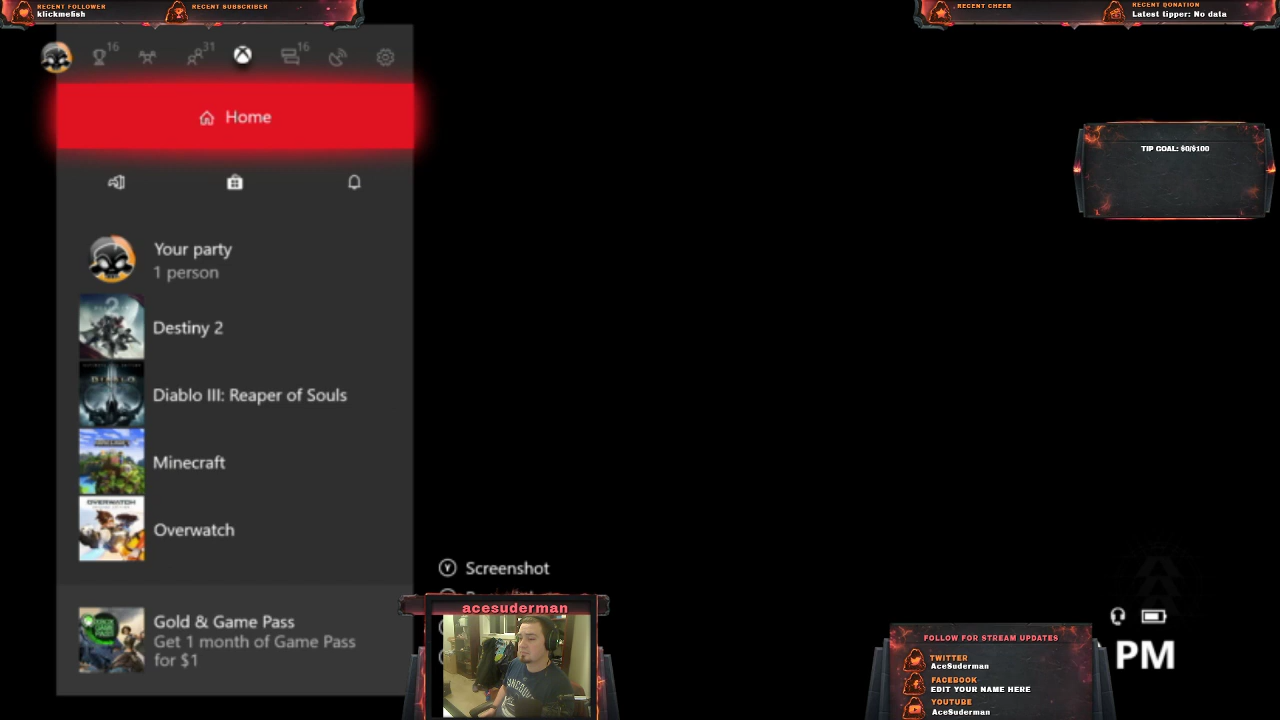 RECENT FOLLOWER
klickmefish
RECENT SUBSCRIBER
RECENT CHEER
RECENT DONATION
Latest tipper: No data
16
31
16
Home
TIP GOAL: $0/$100
Your party
1 person
Destiny 2
Diablo III: Reaper of Souls
Minecraft
Overwatch
Gold & Game Pass
Get 1 month of Game Pass
for $1
Screenshot
acesuderman
PM
FOLLOW FOR STREAM UPDATES
TWITTER
AceSuderman
FACEBOOK
EDIT YOUR NAME HERE
YOUTUBE
AceSuderman